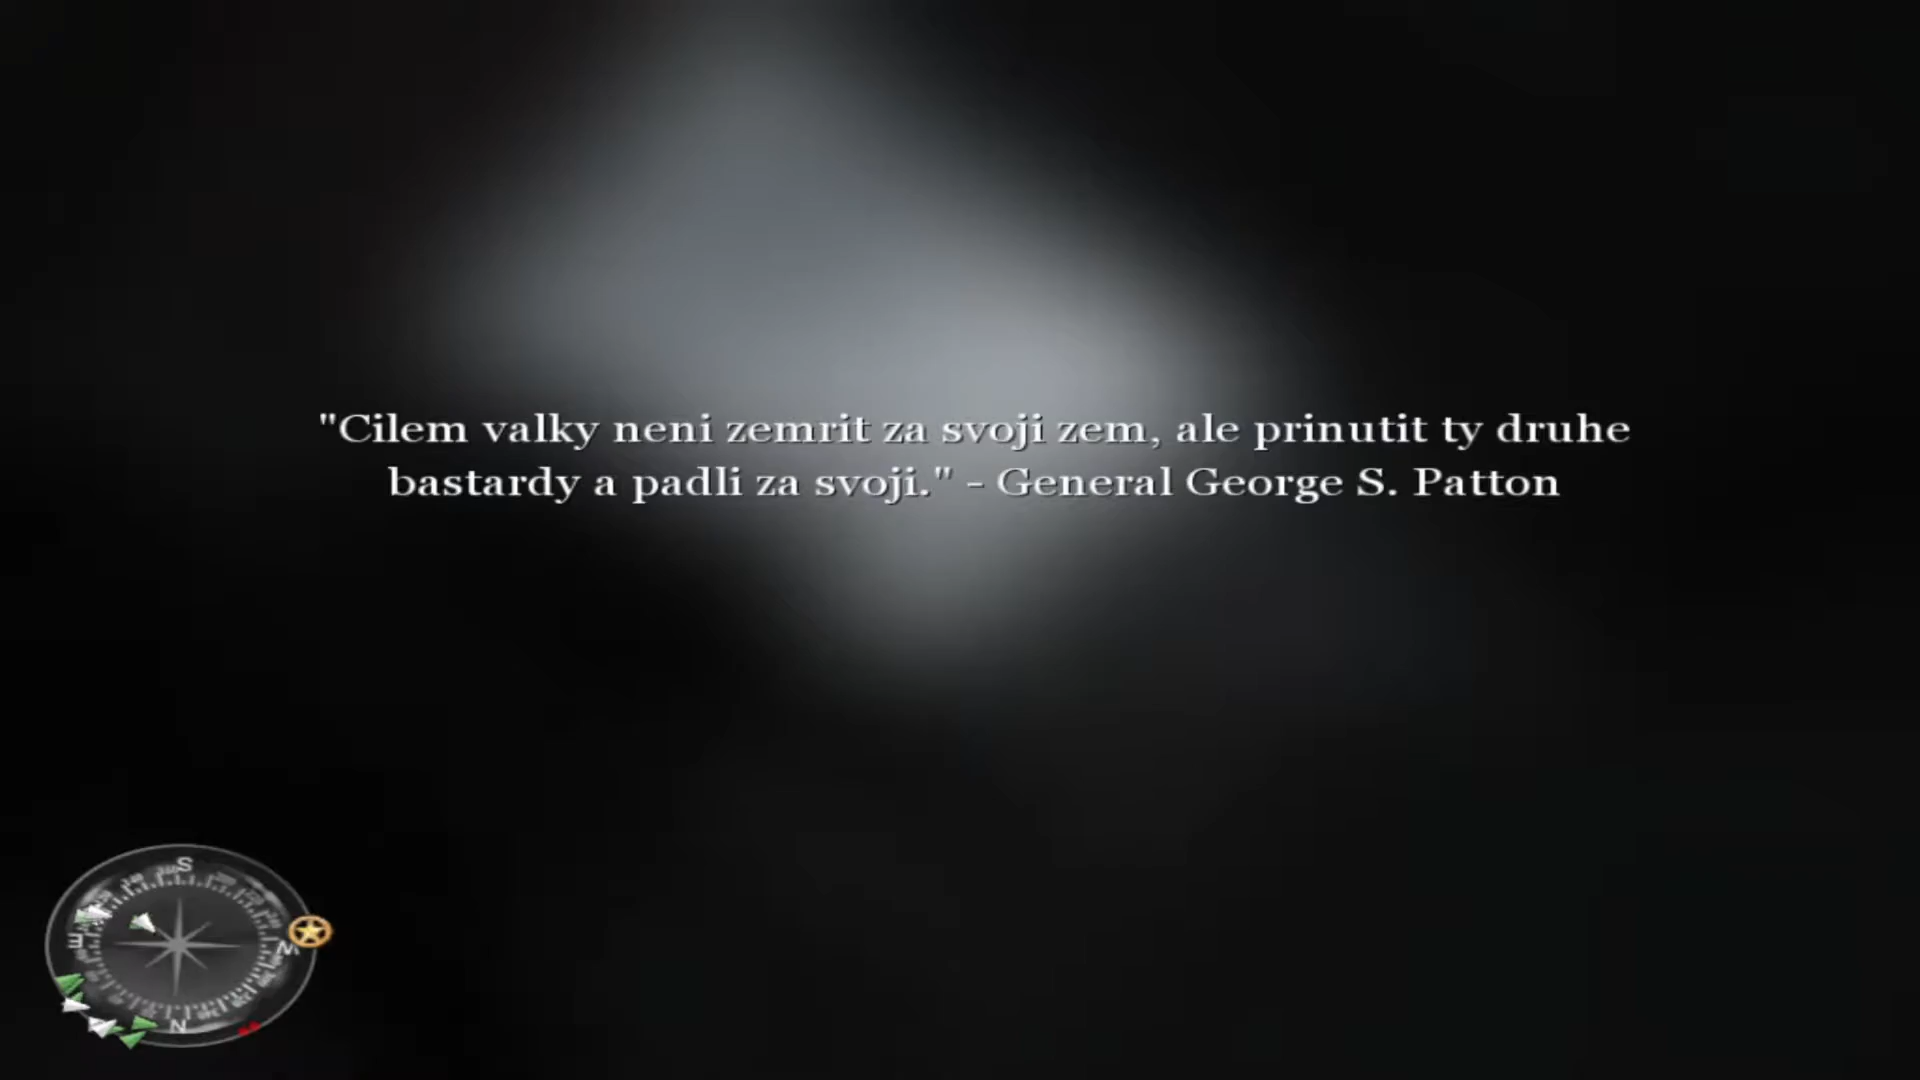 "Cilem valky neni zemrit za svoji zem, ale prinutit ty druhe
bastardy a padli za svoji." - General George S. Patton
S
E
W
N